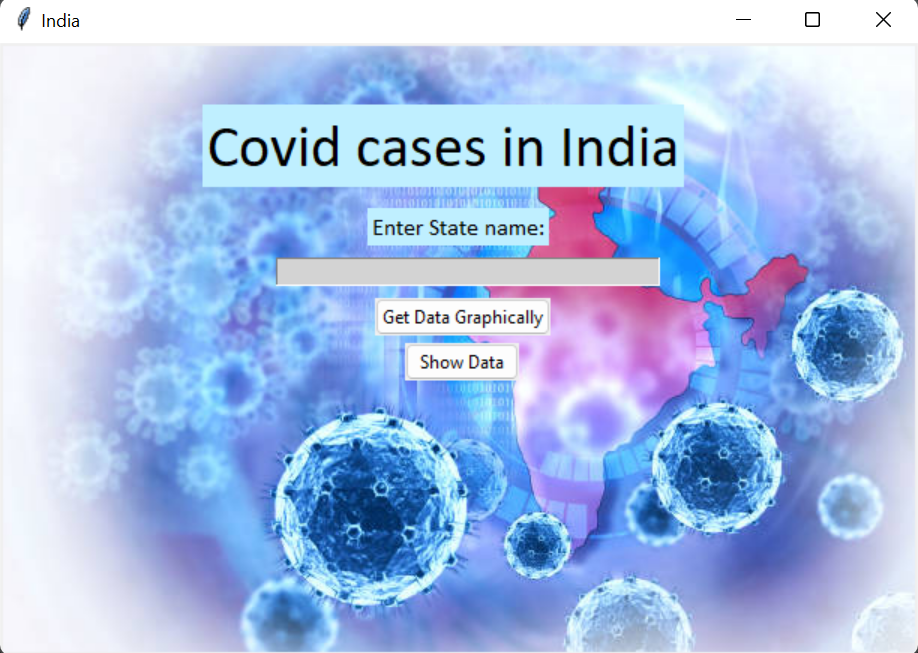 India
Covid cases in India
Enter State name:
Get Data Graphically
Show Data